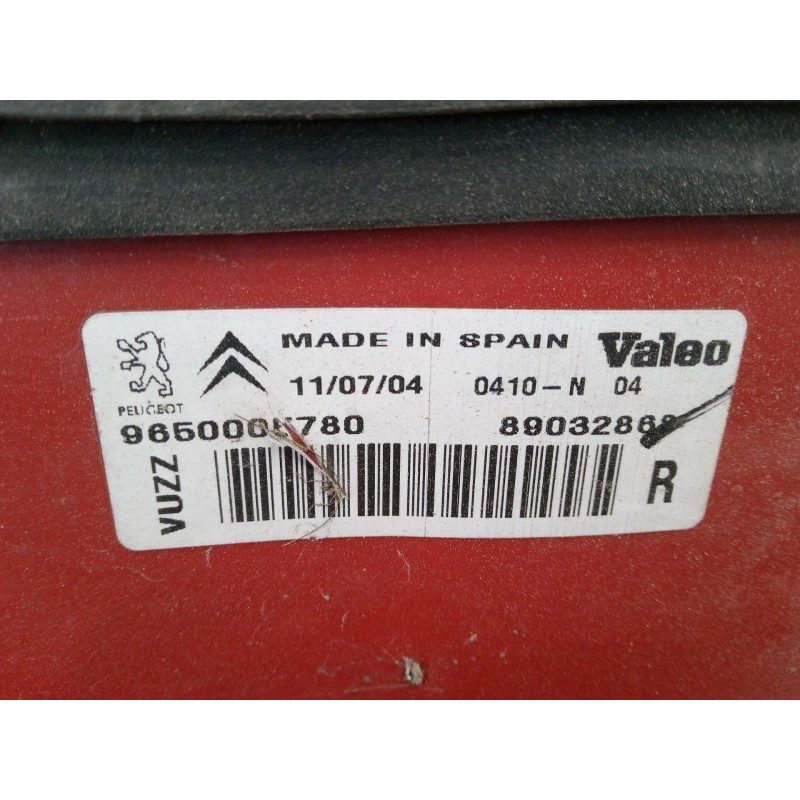 MADE IN SPAIN Valeo
11/07/04 0410-N 04
PEUGEOT
VUZZ
R